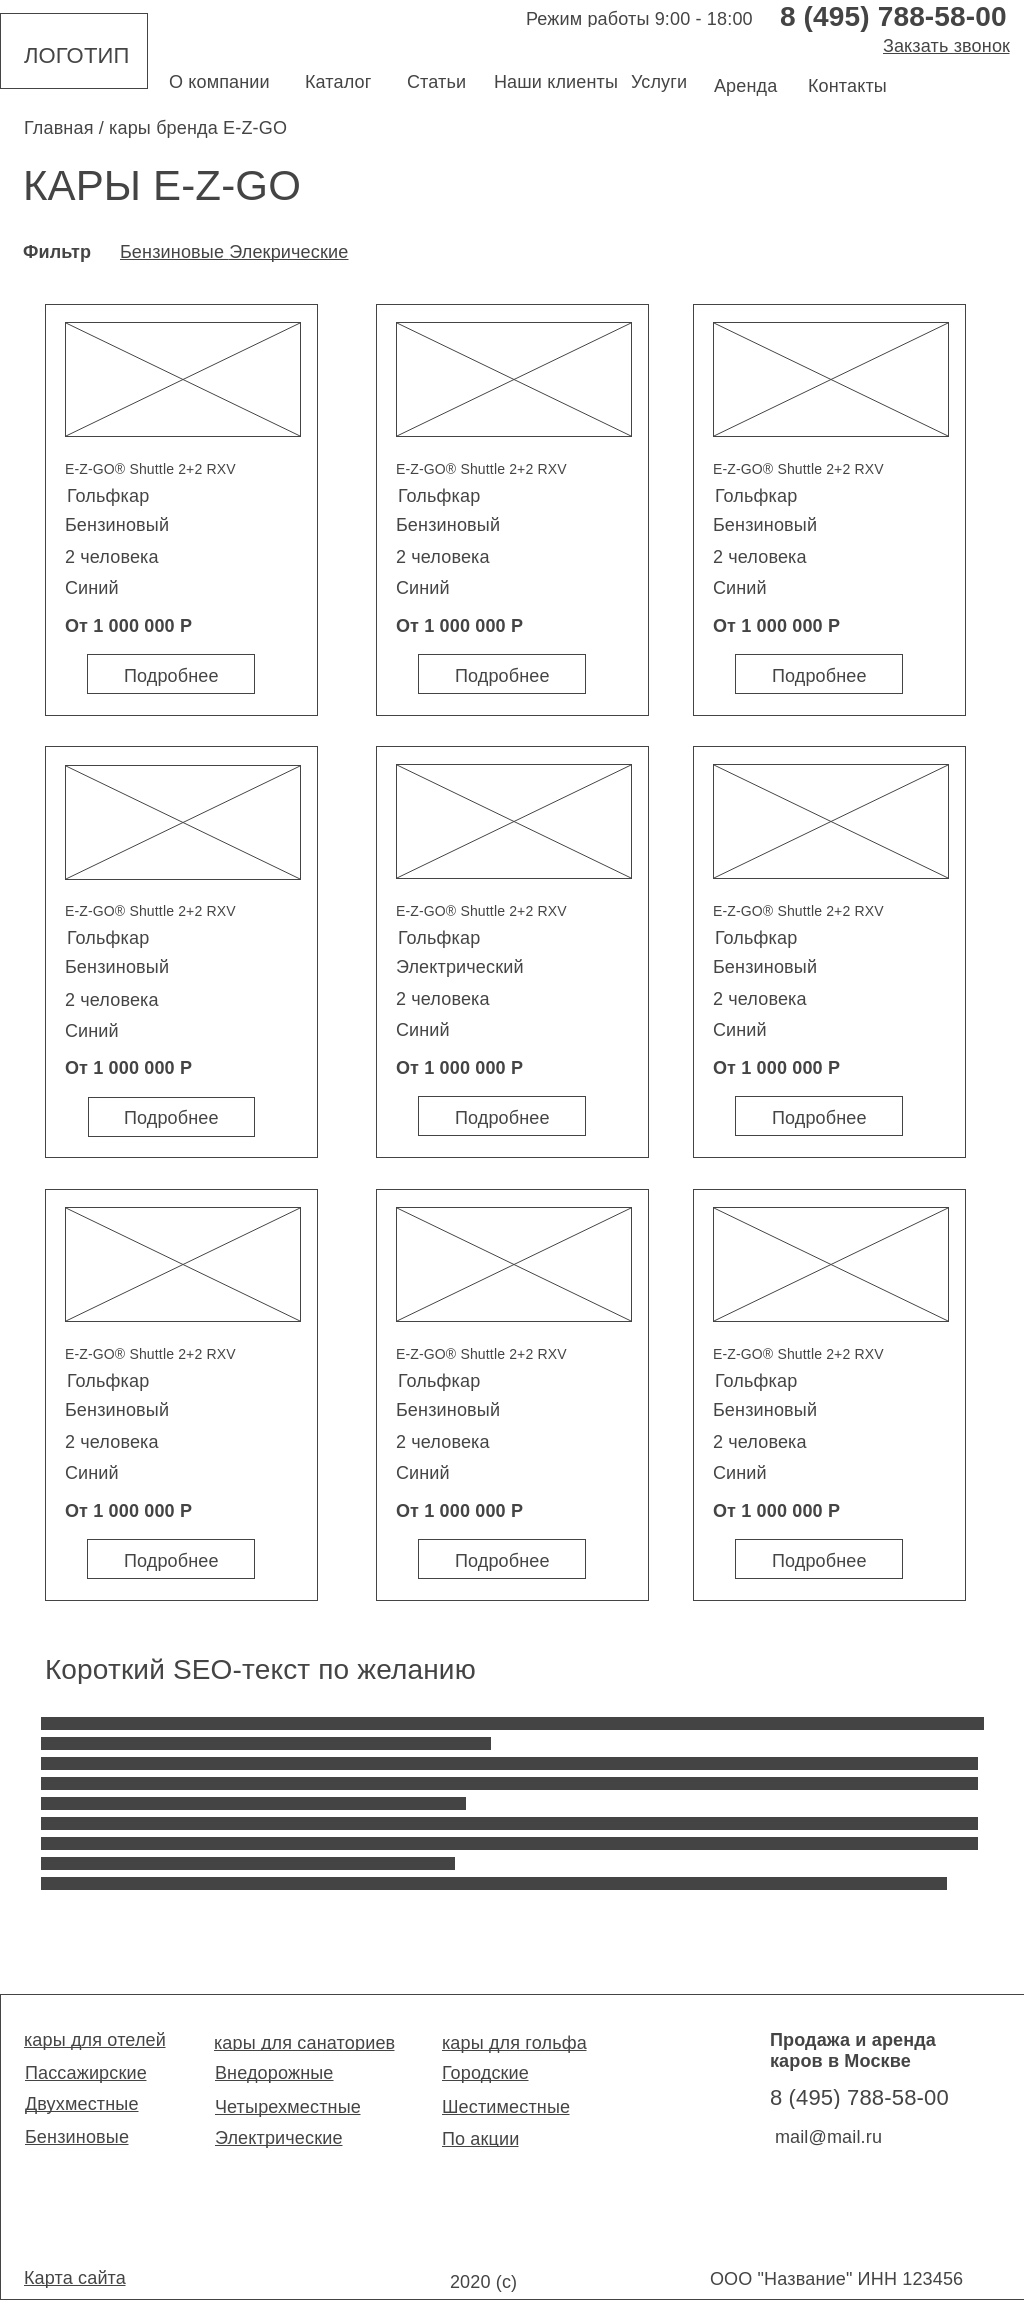 Режим работы 9:00 - 18:00 8 (495) 788-58-00
Закзать звонок
ЛОГОТИП
О компании Каталог Статьи Наши клиенты Услуги Аренда Контакты
Главная / кары бренда E-Z-GO
КАРЫ E-Z-GO
Фильтр Бензиновые Элекрические
E-Z-GO® Shuttle 2+2 RXV
Гольфкар
Бензиновый
2 человека
Синий
От 1 000 000 Р
Подробнее
E-Z-GO® Shuttle 2+2 RXV
Гольфкар
Бензиновый
2 человека
Синий
От 1 000 000 Р
Подробнее
E-Z-GO® Shuttle 2+2 RXV
Гольфкар
Бензиновый
2 человека
Синий
От 1 000 000 Р
Подробнее
E-Z-GO® Shuttle 2+2 RXV
Гольфкар
Бензиновый
2 человека
Синий
От 1 000 000 Р
Подробнее
E-Z-GO® Shuttle 2+2 RXV
Гольфкар
Электрический
2 человека
Синий
От 1 000 000 Р
Подробнее
E-Z-GO® Shuttle 2+2 RXV
Гольфкар
Бензиновый
2 человека
Синий
От 1 000 000 Р
Подробнее
E-Z-GO® Shuttle 2+2 RXV
Гольфкар
Бензиновый
2 человека
Синий
От 1 000 000 Р
Подробнее
E-Z-GO® Shuttle 2+2 RXV
Гольфкар
Бензиновый
2 человека
Синий
От 1 000 000 Р
Подробнее
E-Z-GO® Shuttle 2+2 RXV
Гольфкар
Бензиновый
2 человека
Синий
От 1 000 000 Р
Подробнее
Короткий SEO-текст по желанию
кары для отелей
Пассажирские
Двухместные
Бензиновые
кары для санаториев
Внедорожные
Четырехместные
Электрические
кары для гольфа
Городские
Шестиместные
По акции
Продажа и аренда
каров в Москве
8 (495) 788-58-00
mail@mail.ru
Карта сайта
2020 (c)
ООО "Название" ИНН 123456